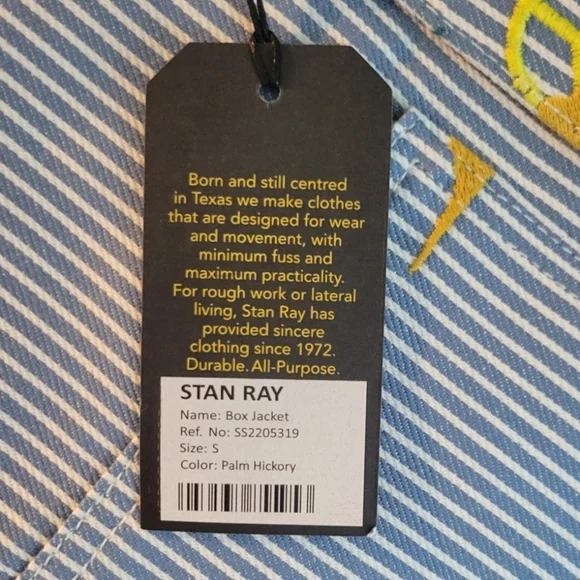 Born and still centred
in Texas we make clothes
that are designed for wear
and movement, with
minimum fuss and
maximum practicality.
For rough work or lateral
living, Stan Ray has
provided sincere
clothing since 1972.
Durable. All-Purpose.
STAN RAY
Name: Box Jacket
Ref. No: SS2205319
Size: S
Color: Palm Hickory